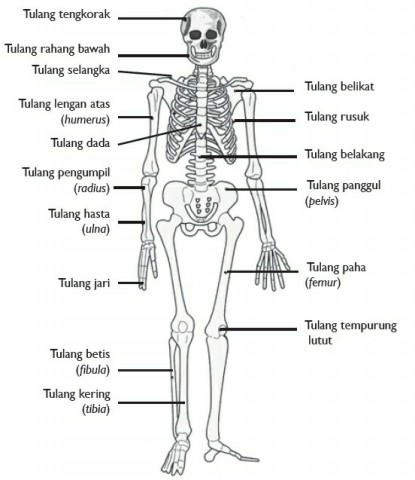 Tulang tengkorak
Tulang rahang bawah
Tulang selangka
Tulang lengan atas
(humerus)
Tulang dada
Tulang pengumpil
(radius)
Tulang hasta
(ulna)
Tulang jari
Tulang betis
(fibula)
Tulang kering
(tibia)
Tulang belikat
Tulang rusuk
Tulang belakang
Tulang panggul
(pelvis)
Tulang paha
(femur)
Tulang tempurung
lutut